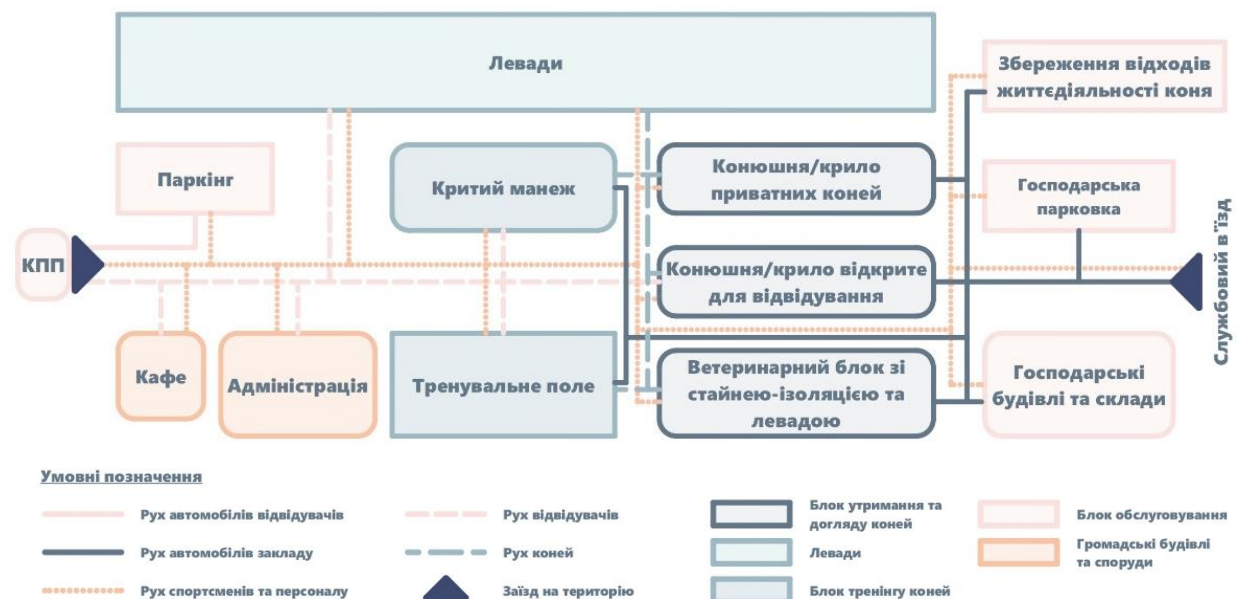 Левади
Збереження відходів
життєдіяльності коня
Паркінг
Критий манеж
Конюшня/крило
приватних коней
Господарська
парковка
КПП
Конюшня/крило відкрите
для відвідування
Службовий в'їзд
Кафе
Адміністрація
Тренувальне поле
Ветеринарний блок зі
стайнею-ізоляцією та
левадою
Господарські
будівлі та склади
Умовні позначення
Рух автомобілів відвідувачів
Рух автомобілів закладу
Рух спортсменів та персоналу
Рух відвідувачів
Рух коней
Заїзд на територію
Блок утримання та
догляду коней
Левади
Блок тренінгу коней
Блок обслуговування
Громадські будівлі
та споруди